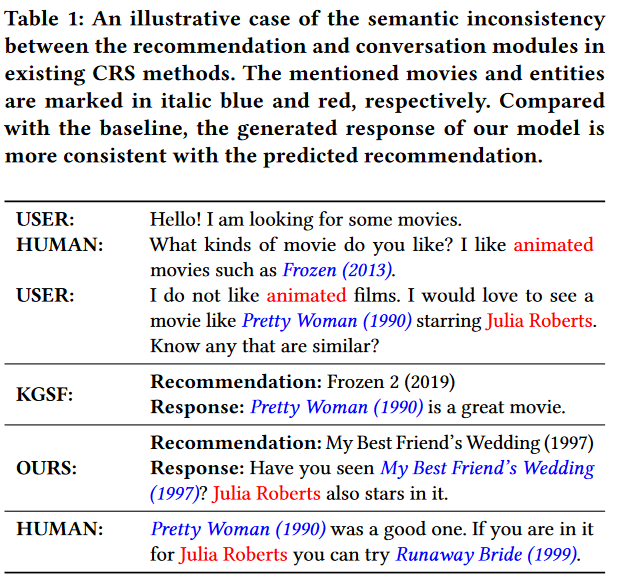 Table 1: An illustrative case of the semantic inconsistency
between the recommendation and conversation modules in
existing CRS methods. The mentioned movies and entities
are marked in italic blue and red, respectively. Compared
with the baseline, the generated response of our model is
more consistent with the predicted recommendation.
USER: Hello! I am looking for some movies.
HUMAN: What kinds of movie do you like? I like animated
movies such as Frozen (2013).
USER: I do not like animated films. I would love to see a
movie like Pretty Woman (1990) starring Julia Roberts.
Know any that are similar?
KGSF: Recommendation: Frozen 2 (2019)
Response: Pretty Woman (1990) is a great movie.
OURS: Recommendation: My Best Friend's Wedding (1997)
Response: Have you seen My Best Friend's Wedding
(1997)? Julia Roberts also stars in it.
HUMAN: Pretty Woman (1990) was a good one. If you are in it
for Julia Roberts you can try Runaway Bride (1999).